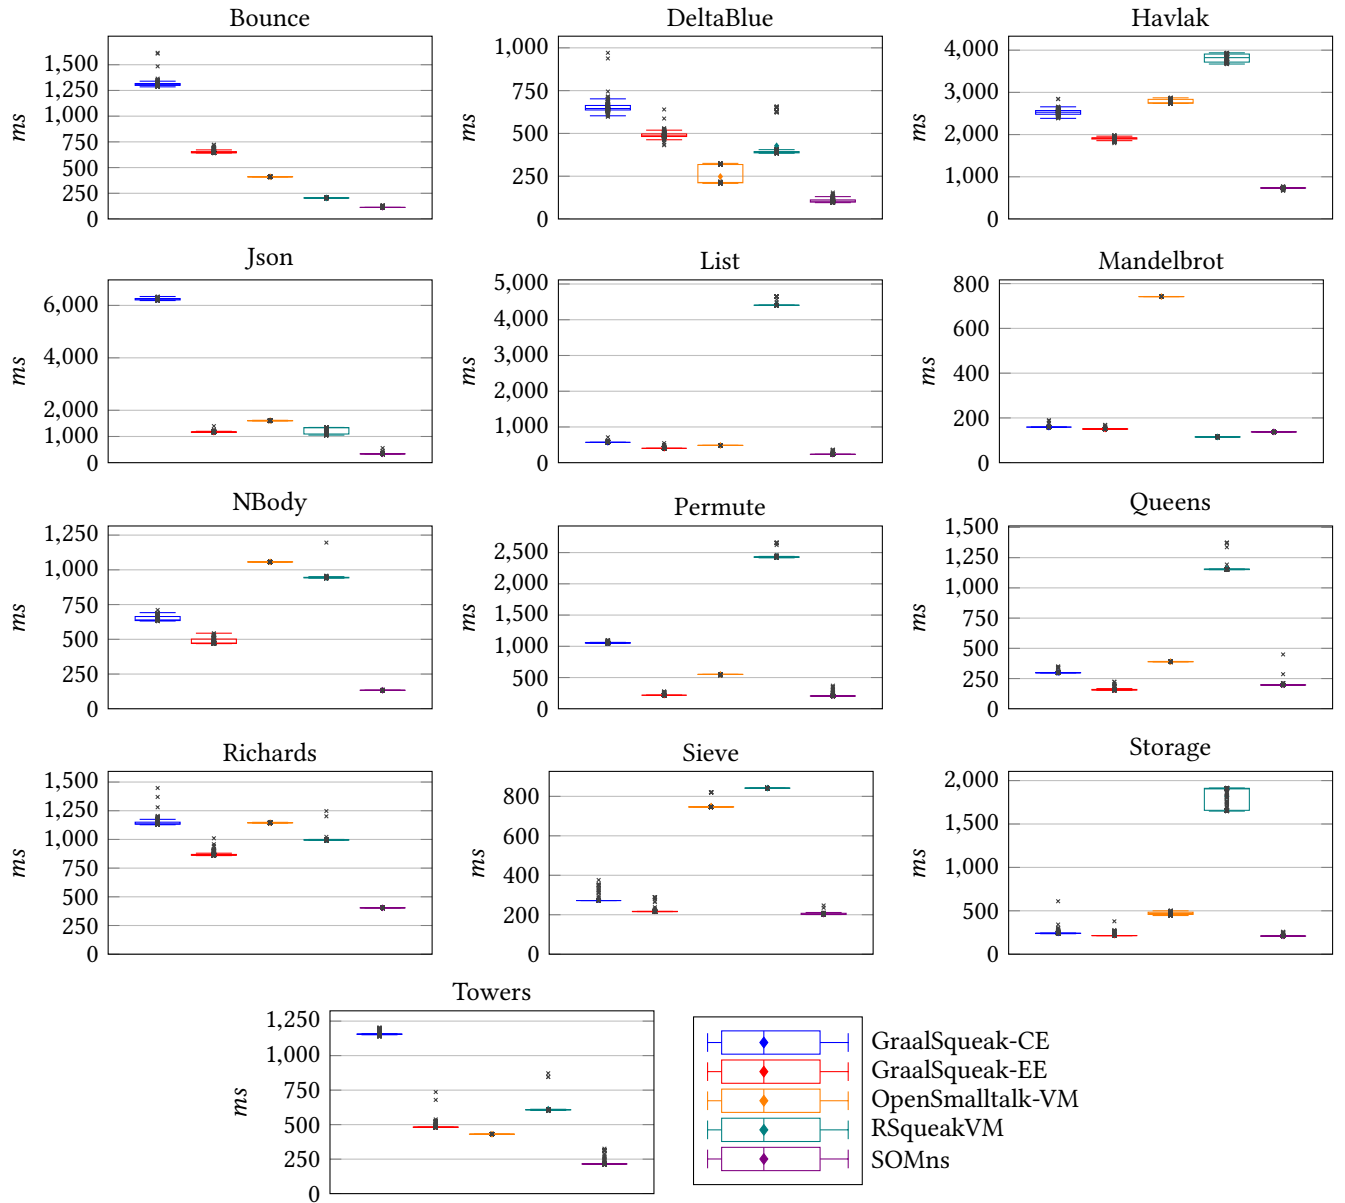 Bounce
1,500
1,250
1,000
750
500
250
0
ms
DeltaBlue
1,000
750
500
250
0
ms
Havlak
4,000
3,000
2,000
1,000
0
ms
Json
6,000
4,000
2,000
1,000
0
ms
List
5,000
4,000
3,000
2,000
1,000
0
ms
Mandelbrot
800
600
400
200
0
ms
NBody
1,250
1,000
750
500
250
0
ms
Permute
2,500
2,000
1,500
1,000
500
0
ms
Queens
1,500
1,250
1,000
750
500
250
0
ms
Richards
1,500
1,250
1,000
750
500
250
0
ms
Sieve
800
600
400
200
0
ms
Storage
2,000
1,500
1,000
500
0
ms
Towers
1,250
1,000
750
500
250
0
ms
GraalSqueak-CE
GraalSqueak-EE
OpenSmalltalk-VM
RSqueakVM
SOMns